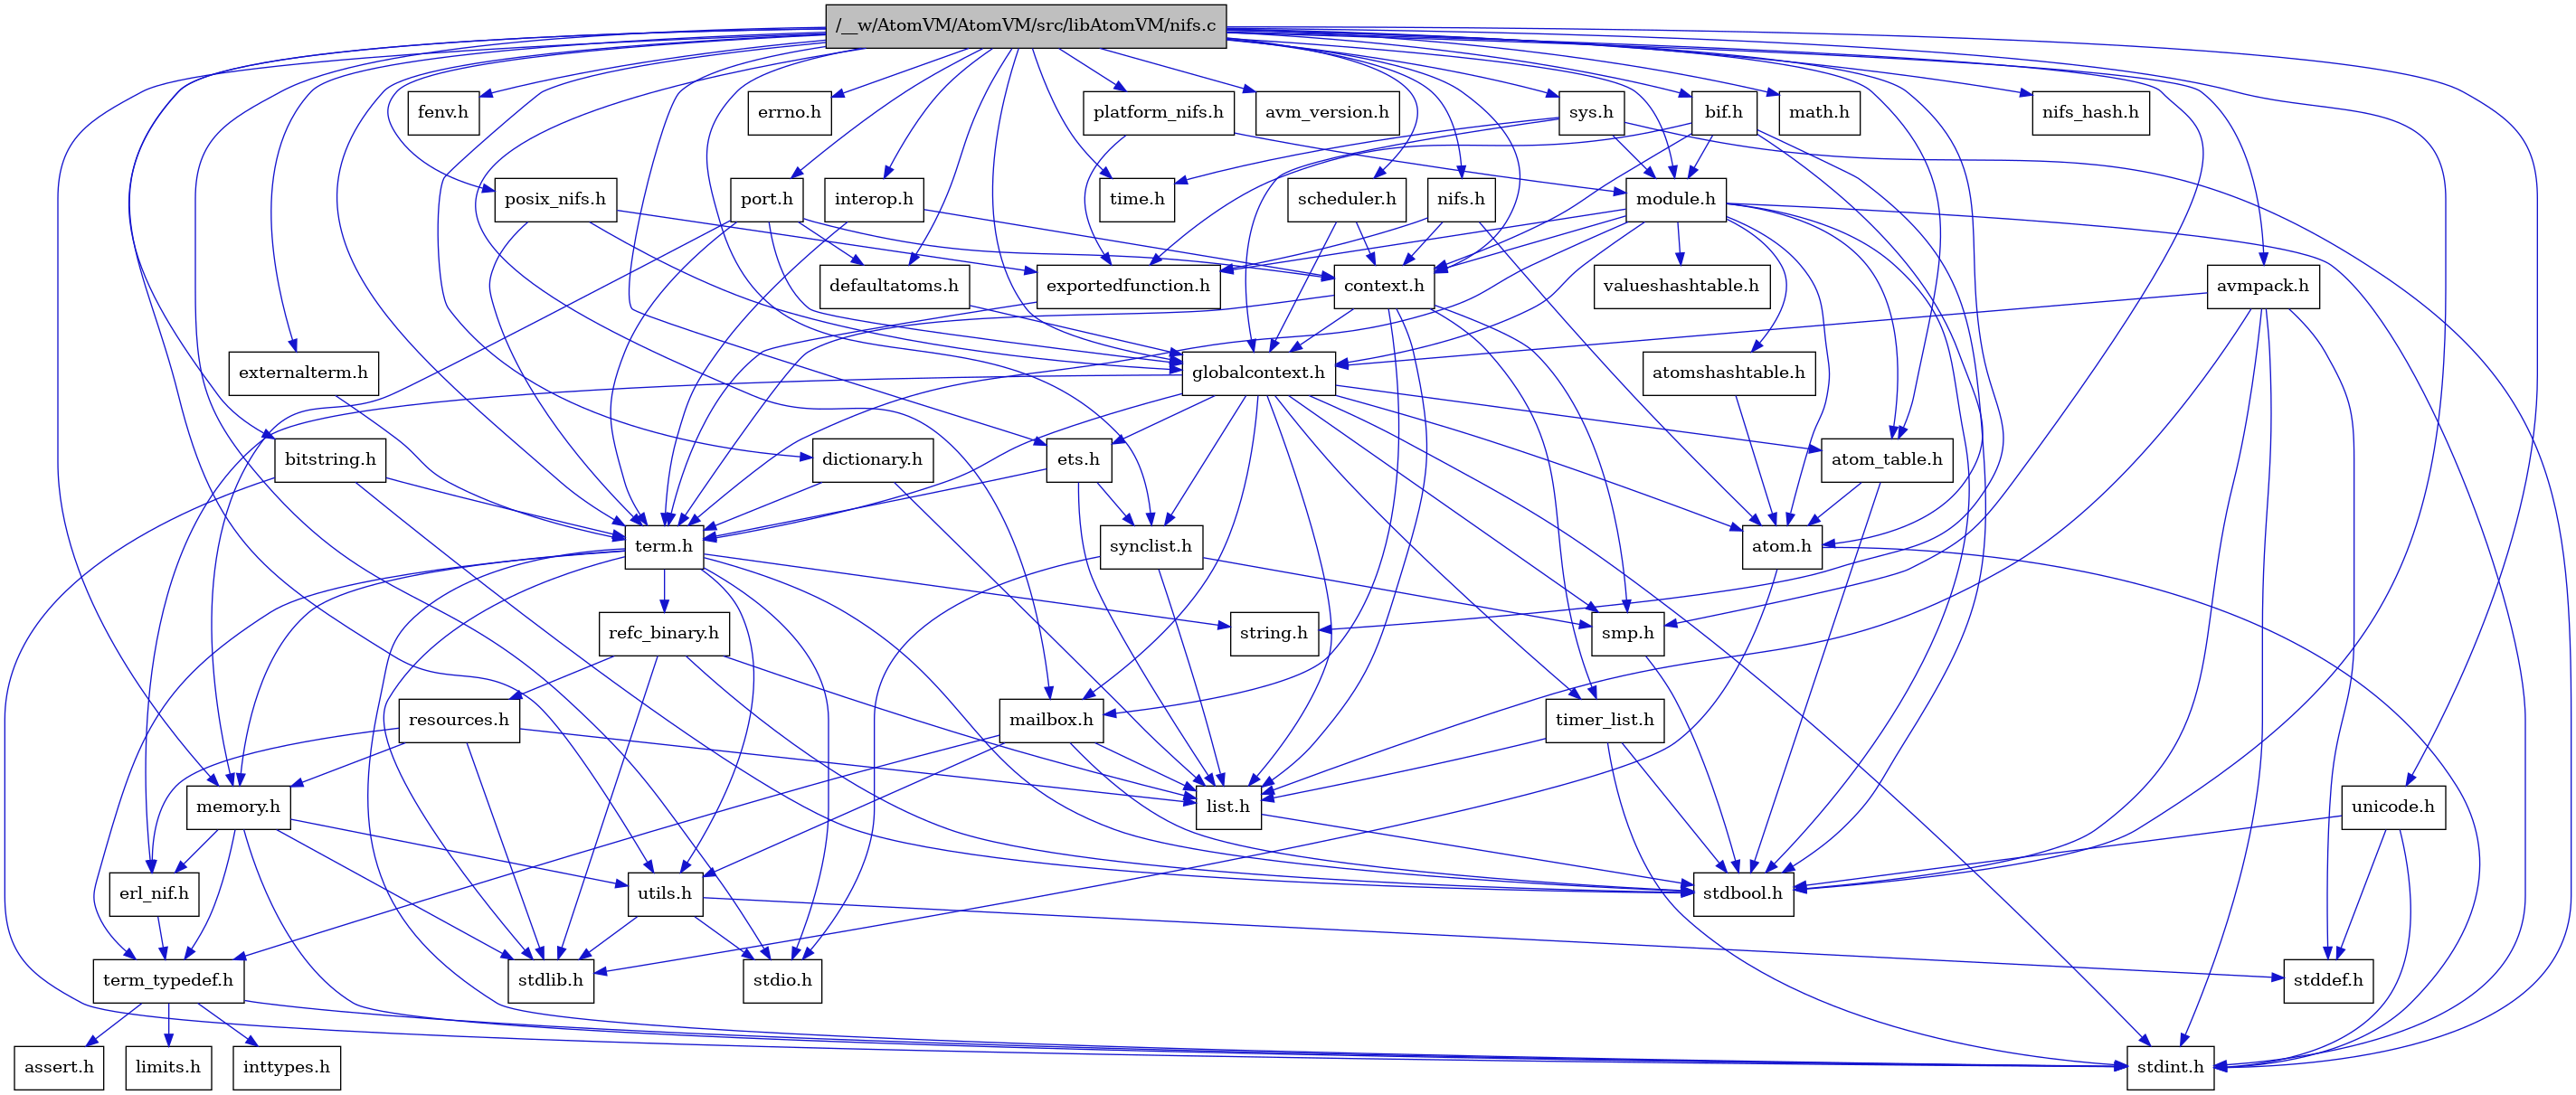 /__w/AtomVM/AtomVM/src/libAtomVM/nifs.c
fenv.h
errno.h
platform_nifs.h
avm_version.h
sys.h
bif.h
math.h
nifs_hash.h
posix_nifs.h
port.h
interop.h
time.h
scheduler.h
nifs.h
module.h
defaultatoms.h
exportedfunction.h
context.h
valueshashtable.h
avmpack.h
externalterm.h
globalcontext.h
atomshashtable.h
bitstring.h
dictionary.h
ets.h
atom_table.h
term.h
synclist.h
atom.h
refc_binary.h
string.h
smp.h
resources.h
mailbox.h
timer_list.h
memory.h
list.h
unicode.h
erl_nif.h
utils.h
stdbool.h
term_typedef.h
stdlib.h
stdio.h
stddef.h
assert.h
limits.h
inttypes.h
stdint.h